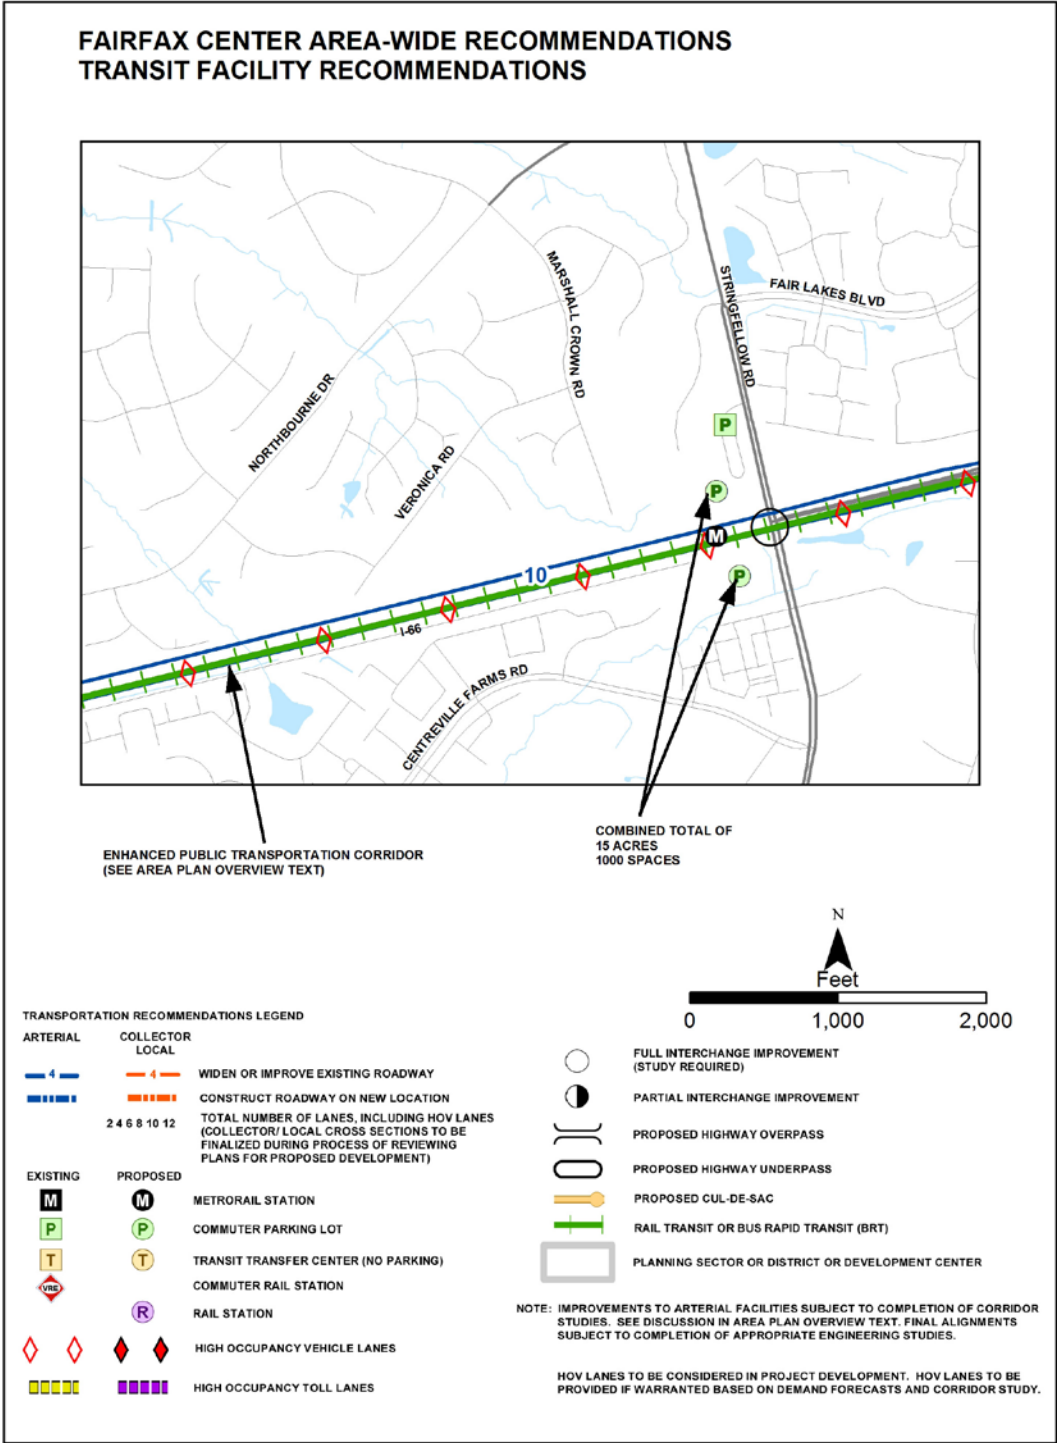 FAIRFAX CENTER AREA-WIDE RECOMMENDATIONS
TRANSIT FACILITY RECOMMENDATIONS
MARSHALL CROWN RD
STRINGFELLOW RD
FAIR LAKES BLVD
NORTHBOURNE DR
VERONICA RD
P
P
M
P
10
I-66
CENTREVILLE FARMS RD
ENHANCED PUBLIC TRANSPORTATION CORRIDOR
(SEE AREA PLAN OVERVIEW TEXT)
COMBINED TOTAL OF
15 ACRES
1000 SPACES
N
Feet
0 1,000 2,000
TRANSPORTATION RECOMMENDATIONS LEGEND
ARTERIAL COLLECTOR
LOCAL
4 4 WIDEN OR IMPROVE EXISTING ROADWAY
CONSTRUCT ROADWAY ON NEW LOCATION
2 4 6 8 10 12 TOTAL NUMBER OF LANES, INCLUDING HOV LANES
(COLLECTOR/ LOCAL CROSS SECTIONS TO BE
FINALIZED DURING PROCESS OF REVIEWING
PLANS FOR PROPOSED DEVELOPMENT)
EXISTING PROPOSED
M M METRORAIL STATION
P P COMMUTER PARKING LOT
T T TRANSIT TRANSFER CENTER (NO PARKING)
VRE COMMUTER RAIL STATION
R RAIL STATION
HIGH OCCUPANCY VEHICLE LANES
HIGH OCCUPANCY TOLL LANES
FULL INTERCHANGE IMPROVEMENT
(STUDY REQUIRED)
PARTIAL INTERCHANGE IMPROVEMENT
PROPOSED HIGHWAY OVERPASS
PROPOSED HIGHWAY UNDERPASS
PROPOSED CUL-DE-SAC
RAIL TRANSIT OR BUS RAPID TRANSIT (BRT)
PLANNING SECTOR OR DISTRICT OR DEVELOPMENT CENTER
NOTE: IMPROVEMENTS TO ARTERIAL FACILITIES SUBJECT TO COMPLETION OF CORRIDOR
STUDIES. SEE DISCUSSION IN AREA PLAN OVERVIEW TEXT. FINAL ALIGNMENTS
SUBJECT TO COMPLETION OF APPROPRIATE ENGINEERING STUDIES.
HOV LANES TO BE CONSIDERED IN PROJECT DEVELOPMENT. HOV LANES TO BE
PROVIDED IF WARRANTED BASED ON DEMAND FORECASTS AND CORRIDOR STUDY.